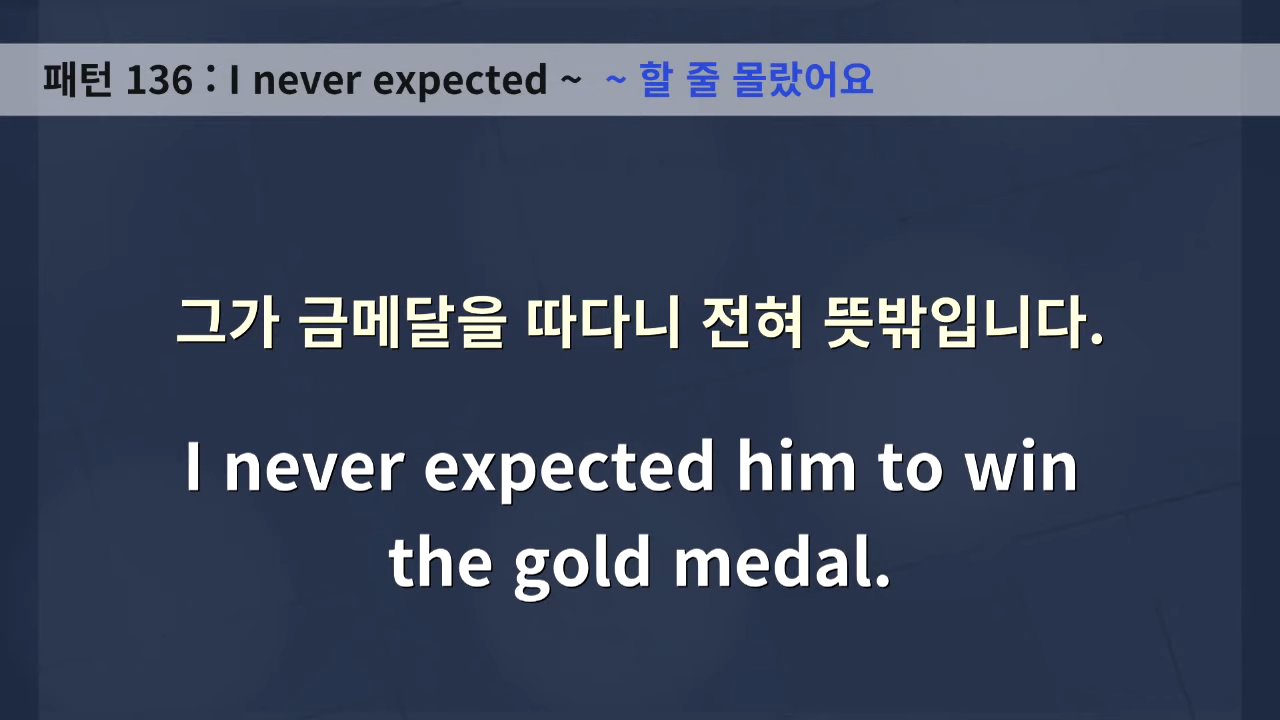 패턴 136 : I never expected ~ ~ 할 줄 몰랐어요
그가 금메달을 따다니 전혀 뜻밖입니다.
I never expected him to win
the gold medal.